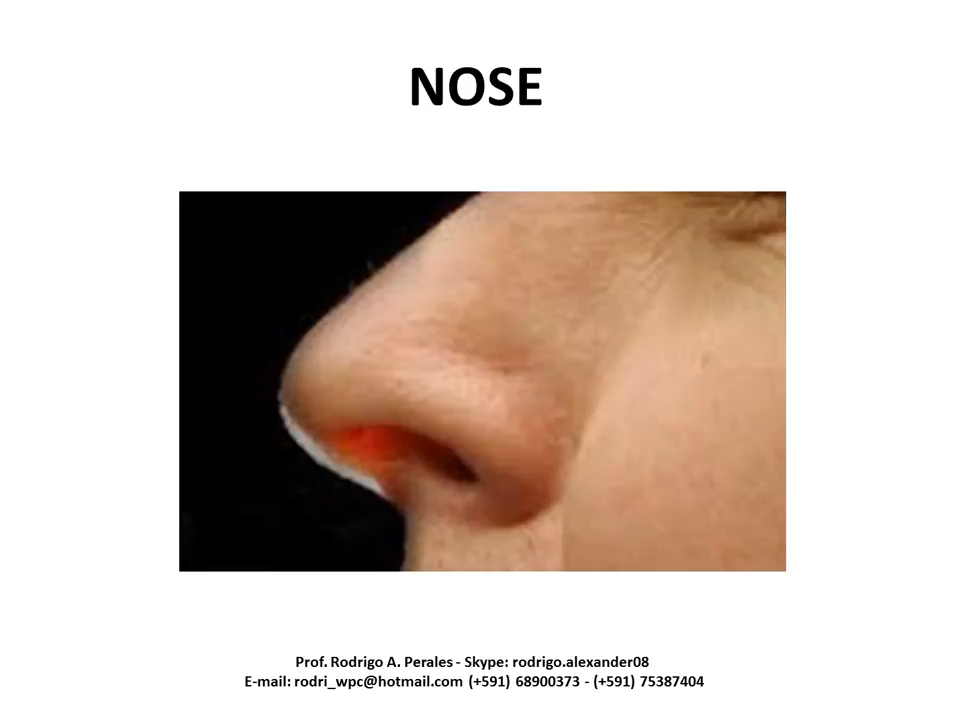 NOSE
Prof. Rodrigo A. Perales - Skype: rodrigo.alexander08
E-mail: rodri_wpc@hotmail.com (+591) 68900373 - (+591) 75387404